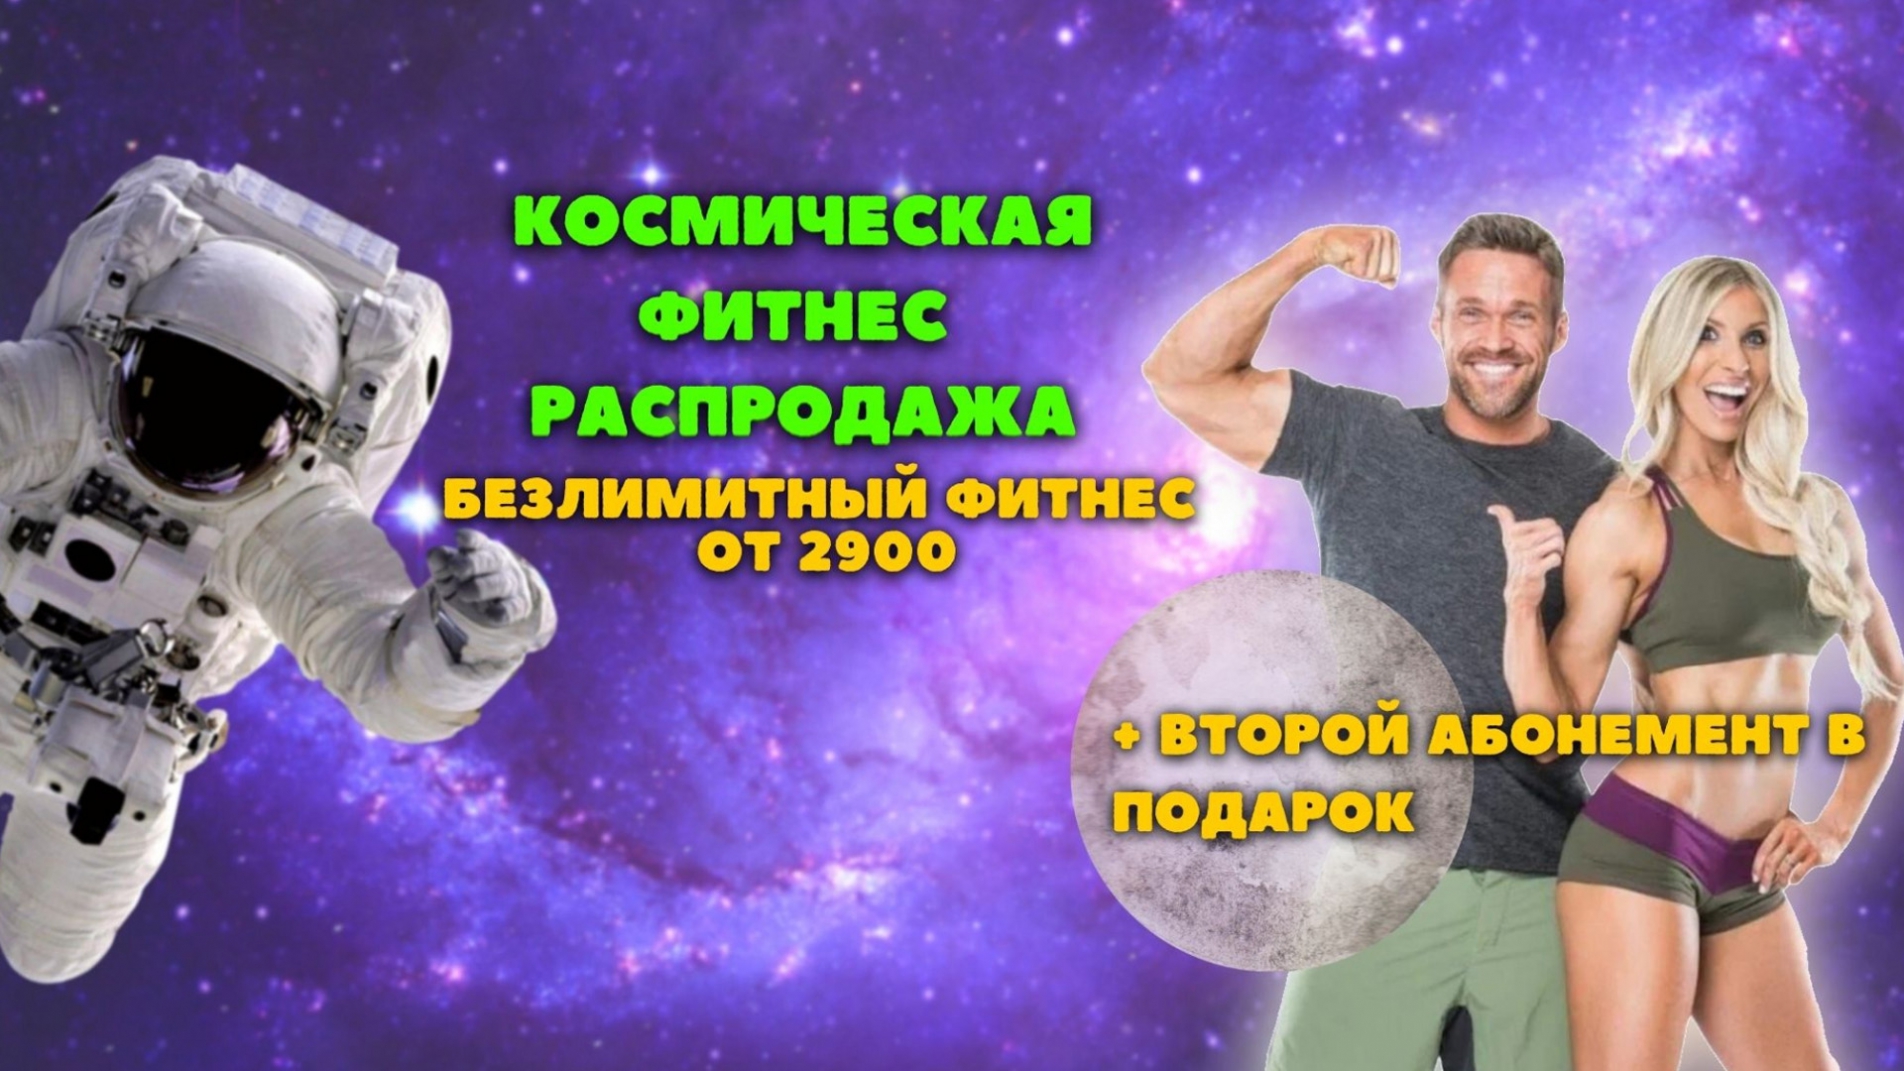 КОСМИЧЕСКАЯ
ФИТНЕС
РАСПРОДАЖА
БЕЗЛИМИТНЫЙ ФИТНЕС
ОТ 2900
+ ВТОРОЙ АБОНЕМЕНТ В
ПОДАРОК